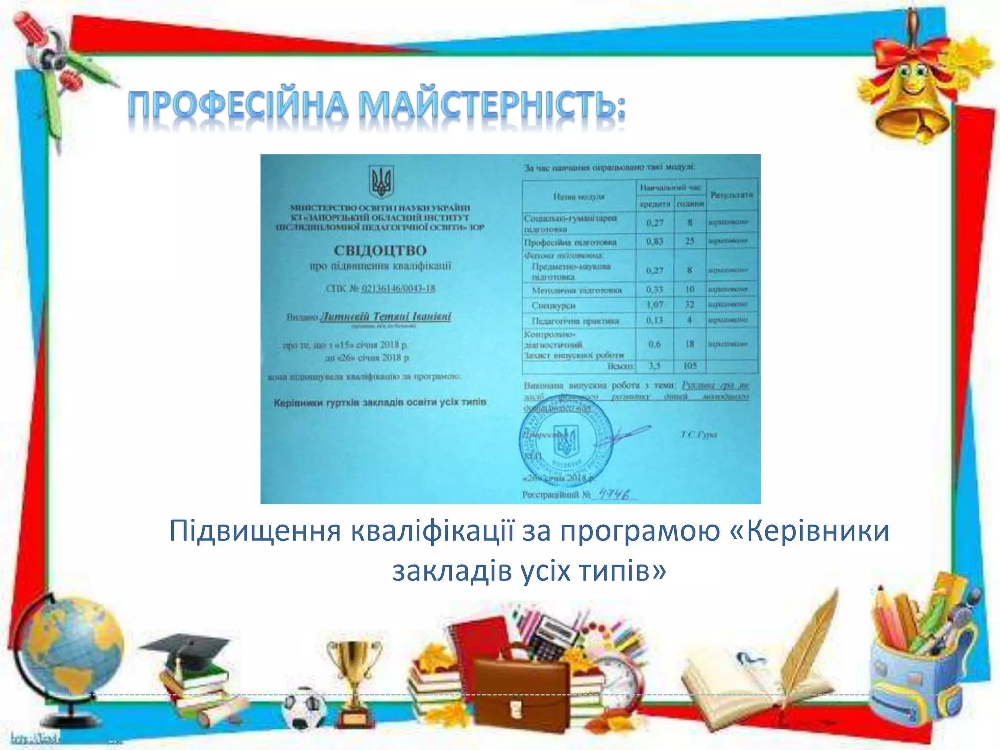 ПРОФЕСІЙНА МАЙСТЕРНІСТЬ:
МІНІСТЕРСТВО ОСВІТИ І НАУКИ УКРАЇНИ
КЗ «ЗАПОРІЗЬКИЙ ОБЛАСНИЙ ІНСТИТУТ
ПІСЛЯДИПЛОМНОЇ ПЕДАГОГІЧНОЇ ОСВІТИ» ЗОР
СВІДОЦТВО
про підвищення кваліфікації
СПК № 02136146/0043-18
Видано Литнєвій Тетяні Іванівні
про те, що з «15» січня 2018 р.
до «26» січня 2018 р.
вона підвищувала кваліфікацію за програмою:
Керівники гуртків закладів освіти усіх типів
За час навчання опрацьовано такі модулі:
Назва модуля Навчальний час Результати
кредити години
Соціально-гуманітарна підготовка 0,27 8 зараховано
Професійна підготовка 0,83 25 зараховано
Фахова підготовка:
Предметно-наукова підготовка 0,27 8 зараховано
Методична підготовка 0,33 10 зараховано
Спецкурси 1,07 32 зараховано
Педагогічна практика 0,13 4 зараховано
Контрольно-діагностичний.
Захист випускної роботи 0,6 18 зараховано
Всього: 3,5 105
Виконана випускна робота з теми: Рухлива гра як
засіб фізичного розвитку дітей молодшого
дошкільного віку
Проректор Т.Є.Гура
М.П.
«26» січня 2018 р.
Реєстраційний № 4746
Підвищення кваліфікації за програмою «Керівники
закладів усіх типів»